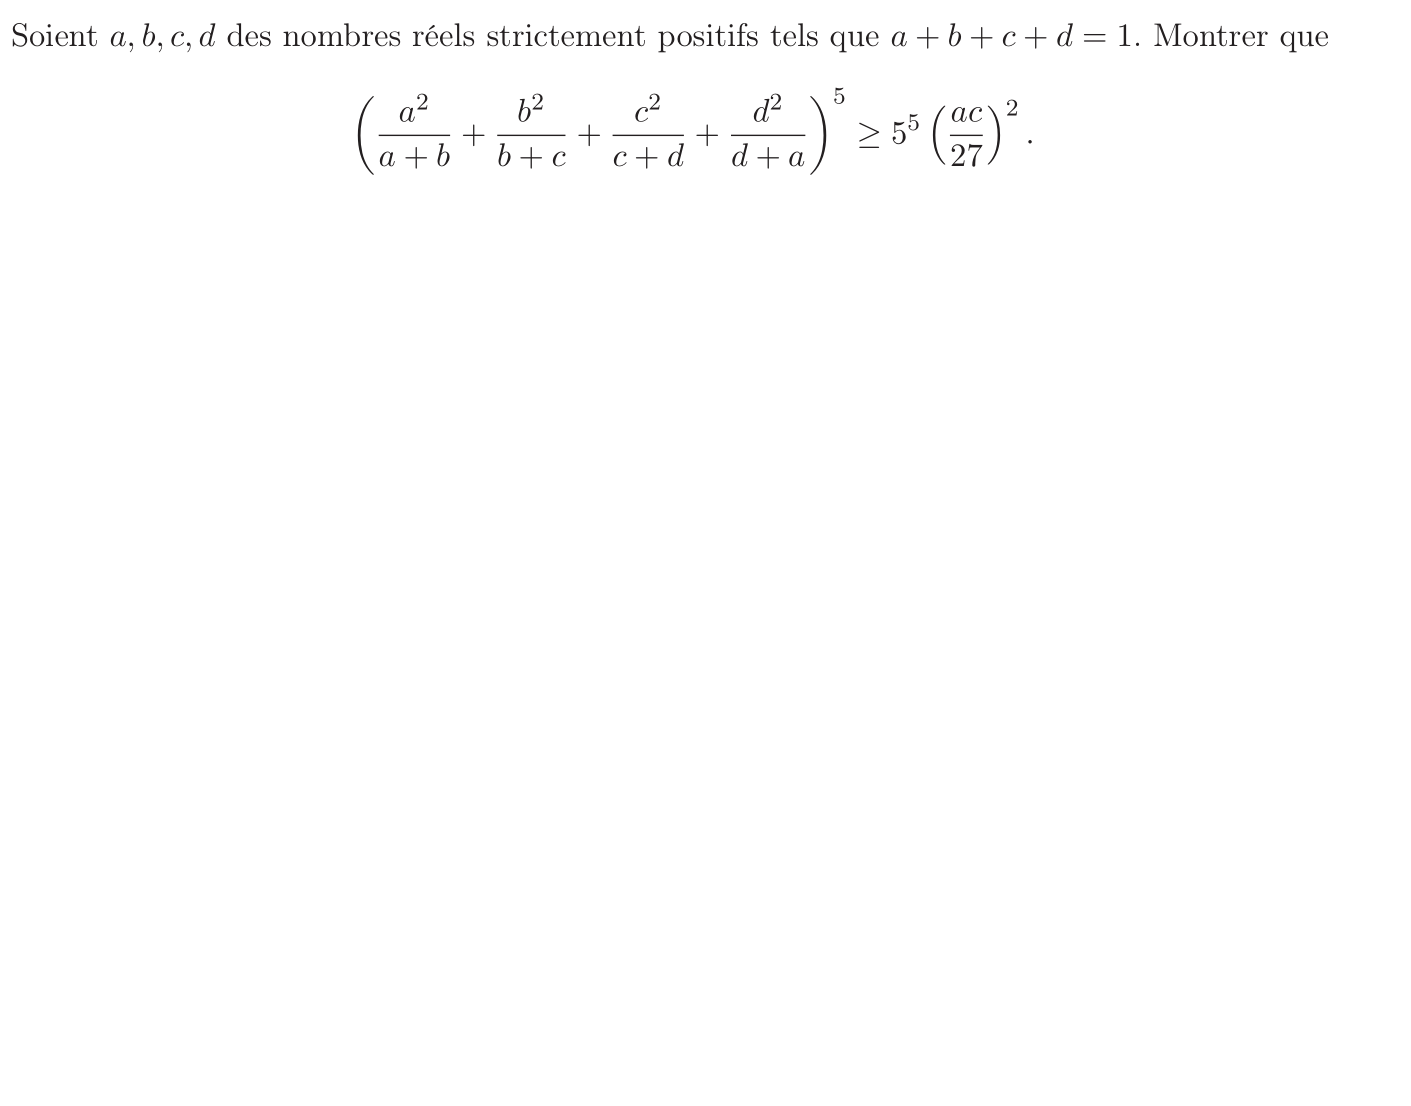 Soient $a, b, c, d$ des nombres réels strictement positifs tels que $a + b + c + d = 1$. Montrer que
$$\left(\frac{a^2}{a+b} + \frac{b^2}{b+c} + \frac{c^2}{c+d} + \frac{d^2}{d+a}\right)^5 \geq 5^5 \left(\frac{ac}{27}\right)^2.$$